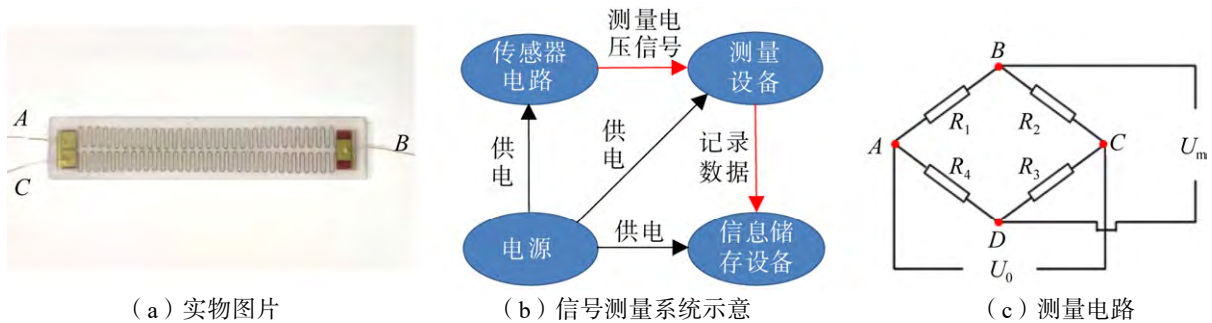 A
C
B
(a)实物图片
传感器
电路
测量电
压信号
测量
设备
供
电
供
电
记录
数据
电源
供电
信息储
存设备
(b)信号测量系统示意
B
R1
R2
A
C
Um
R4
R3
D
U0
(c)测量电路